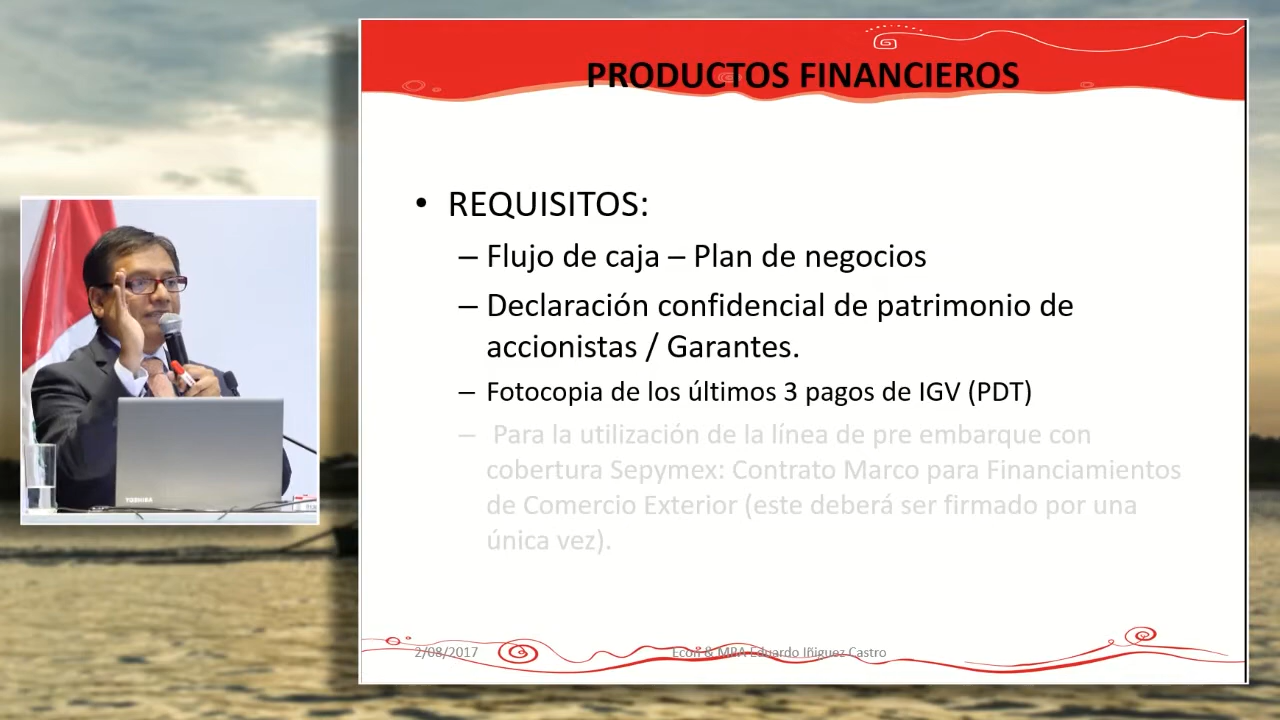 PRODUCTOS FINANCIEROS
• REQUISITOS:
– Flujo de caja – Plan de negocios
– Declaración confidencial de patrimonio de
accionistas / Garantes.
– Fotocopia de los últimos 3 pagos de IGV (PDT)
– Para la utilización de la línea de pre embarque con
cobertura Sepymex: Contrato Marco para Financiamientos
de Comercio Exterior (este deberá ser firmado por una
única vez).
2/08/2017
Econ & MBA Eduardo Iñiguez Castro
TOSHIBA